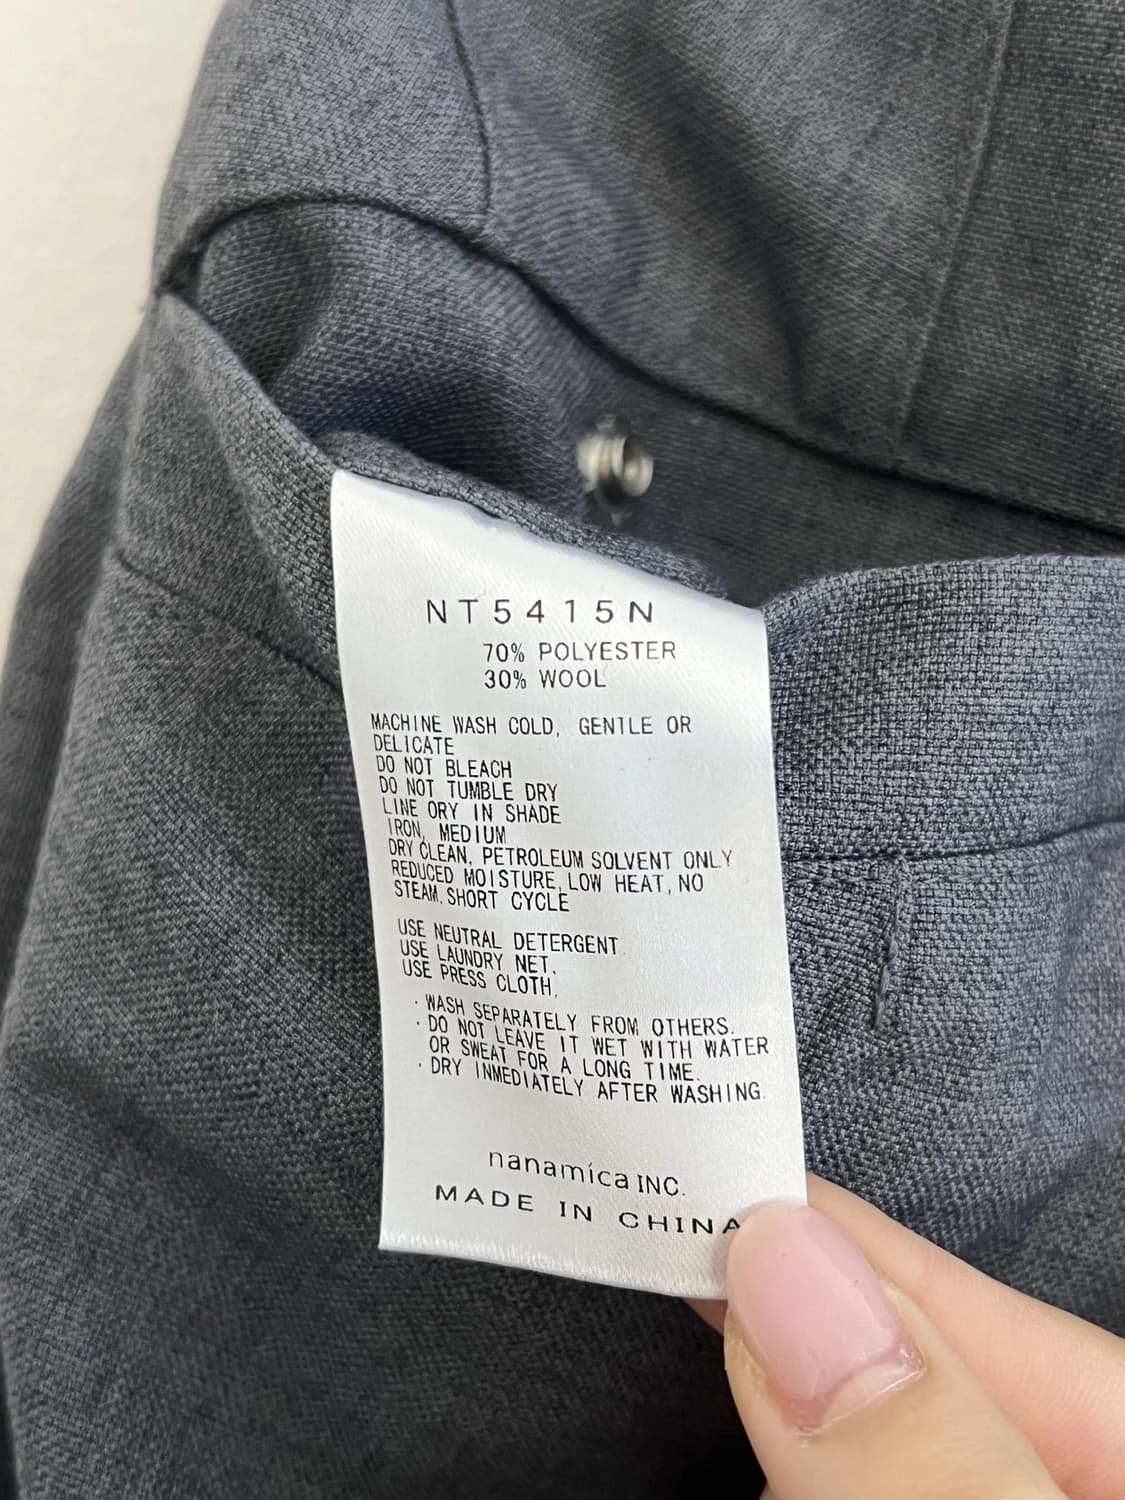 NT5415N
70% POLYESTER
30% WOOL
MACHINE WASH COLD, GENTLE OR
DELICATE
DO NOT BLEACH
DO NOT TUMBLE DRY
LINE ORY IN SHADE
IRON, MEDIUM
DRY CLEAN, PETROLEUM SOLVENT ONLY
REDUCED MOISTURE, LOW HEAT, NO
STEAM. SHORT CYCLE
USE NEUTRAL DETERGENT
USE LAUNDRY NET.
USE PRESS CLOTH,
· WASH SEPARATELY FROM OTHERS.
· DO NOT LEAVE IT WET WITH WATER
OR SWEAT FOR A LONG TIME.
· DRY INMEDIATELY AFTER WASHING.
nanamíca INC.
MADE IN CHINA